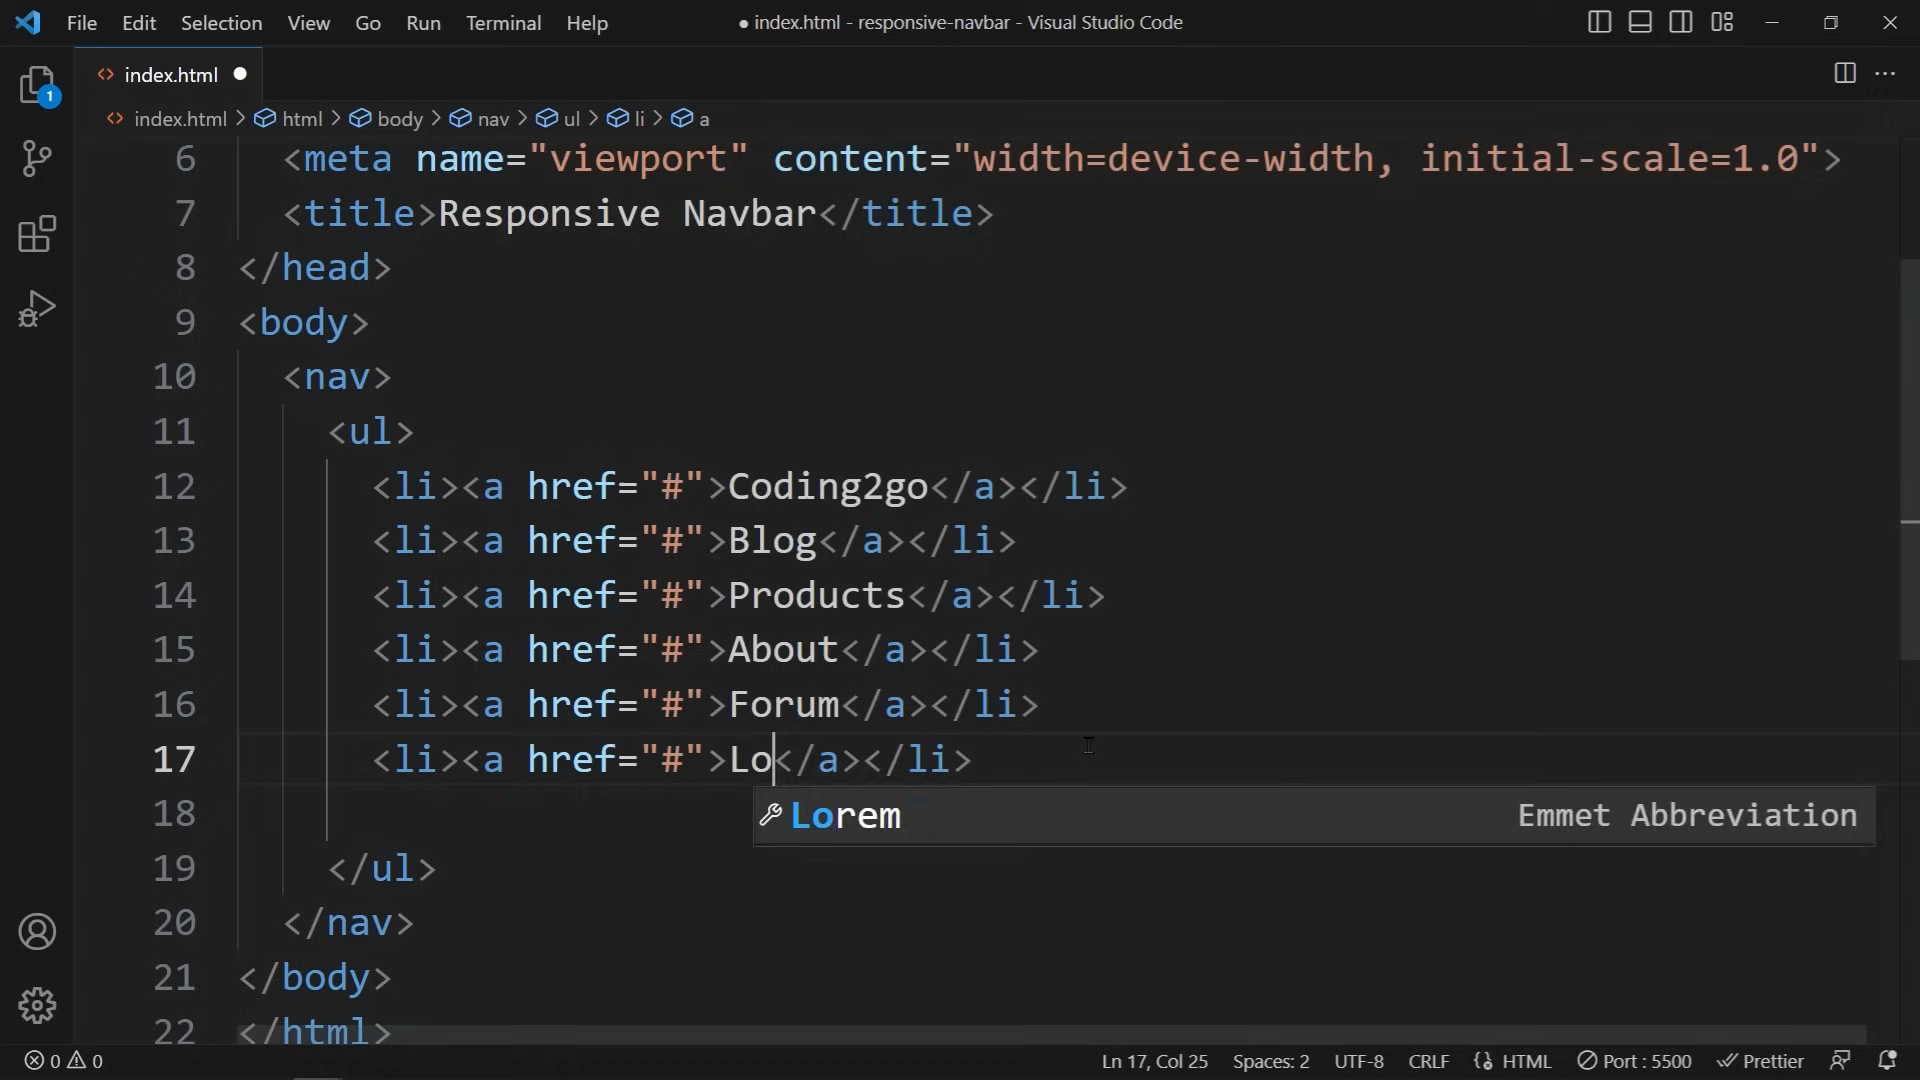 File Edit Selection View Go Run Terminal Help ● index.html - responsive-navbar - Visual Studio Code
index.html
1
index.html > html > body > nav > ul > li > a
6 <meta name="viewport" content="width=device-width, initial-scale=1.0">
7 <title>Responsive Navbar</title>
8 </head>
9 <body>
10 <nav>
11 <ul>
12 <li><a href="#">Coding2go</a></li>
13 <li><a href="#">Blog</a></li>
14 <li><a href="#">Products</a></li>
15 <li><a href="#">About</a></li>
16 <li><a href="#">Forum</a></li>
17 <li><a href="#">Lo</a></li>
18 Lorem Emmet Abbreviation
19 </ul>
20 </nav>
21 </body>
22 </html>
0 0 Ln 17, Col 25 Spaces: 2 UTF-8 CRLF HTML Port : 5500 Prettier